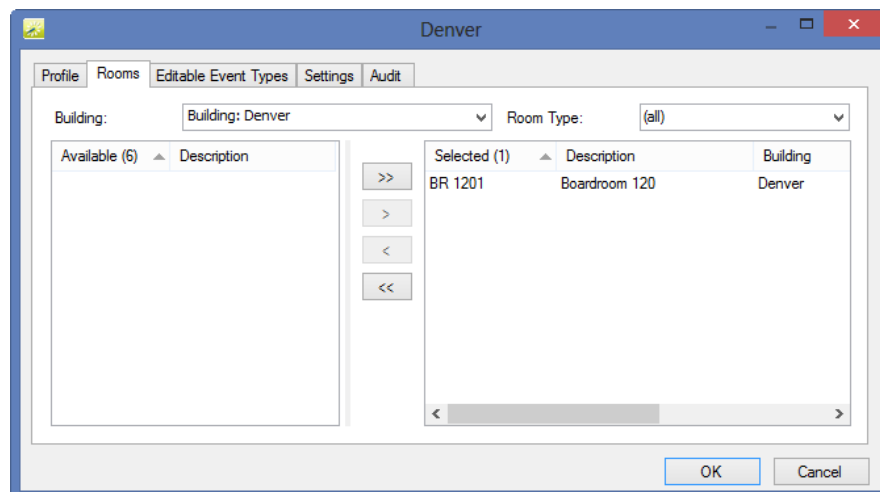 Denver
Profile Rooms Editable Event Types Settings Audit
Building: Building: Denver Room Type: (all)
Available (6) Description Selected (1) Description Building
>>
BR 1201 Boardroom 120 Denver
>
<
<<
OK Cancel